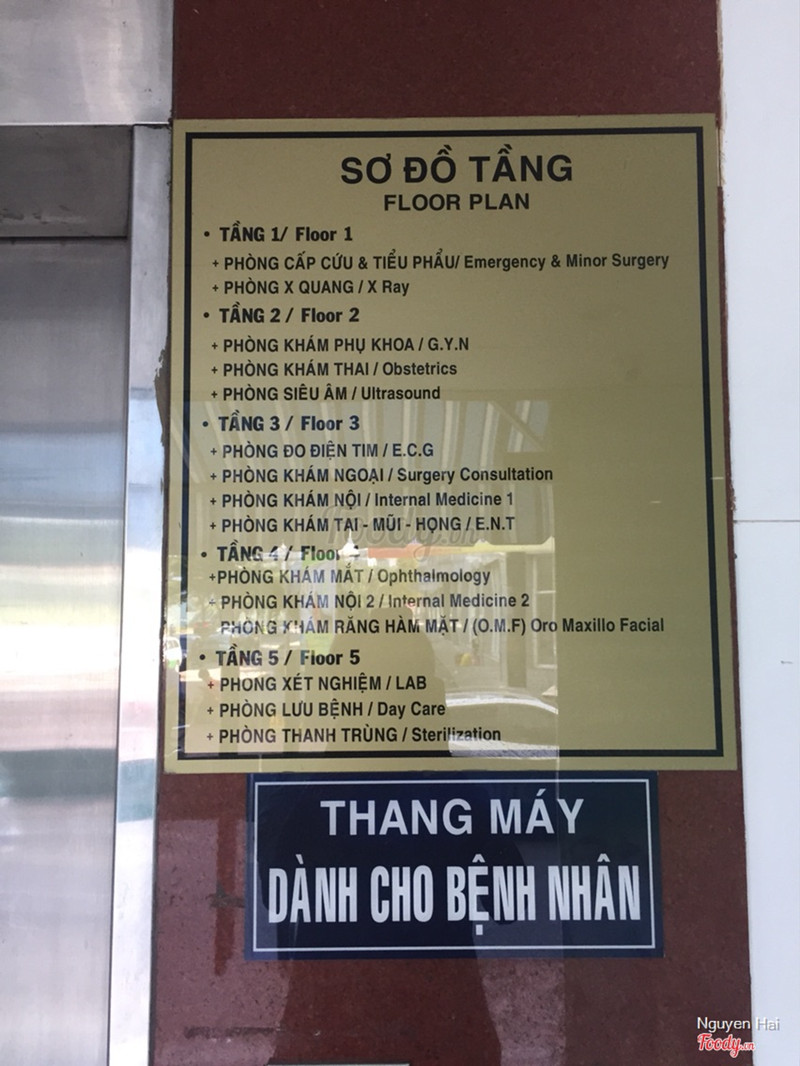 SƠ ĐỒ TẦNG
FLOOR PLAN
• TẦNG 1/ Floor 1
+ PHÒNG CẤP CỨU & TIỂU PHẨU/ Emergency & Minor Surgery
+ PHÒNG X QUANG / X Ray
• TẦNG 2 / Floor 2
+ PHÒNG KHÁM PHỤ KHOA / G.Y.N
+ PHÒNG KHÁM THAI / Obstetrics
+ PHÒNG SIÊU ÂM / Ultrasound
• TẦNG 3 / Floor 3
+ PHÒNG ĐO ĐIỆN TIM / E.C.G
+ PHÒNG KHÁM NGOẠI / Surgery Consultation
+ PHÒNG KHÁM NỘI / Internal Medicine 1
+ PHÒNG KHÁM TAI - MŨI - HỌNG / E.N.T
Foody.vn
• TẦNG 4 / Floor 4
+PHÒNG KHÁM MẮT / Ophthalmology
+ PHÒNG KHÁM NỘI 2 / Internal Medicine 2
PHÒNG KHÁM RĂNG HÀM MẶT / (O.M.F) Oro Maxillo Facial
• TẦNG 5 / Floor 5
+ PHONG XÉT NGHIỆM / LAB
+ PHÒNG LƯU BỆNH / Day Care
+ PHÒNG THANH TRÙNG / Sterilization
THANG MÁY
DÀNH CHO BỆNH NHÂN
Nguyen Hai
Foody.vn